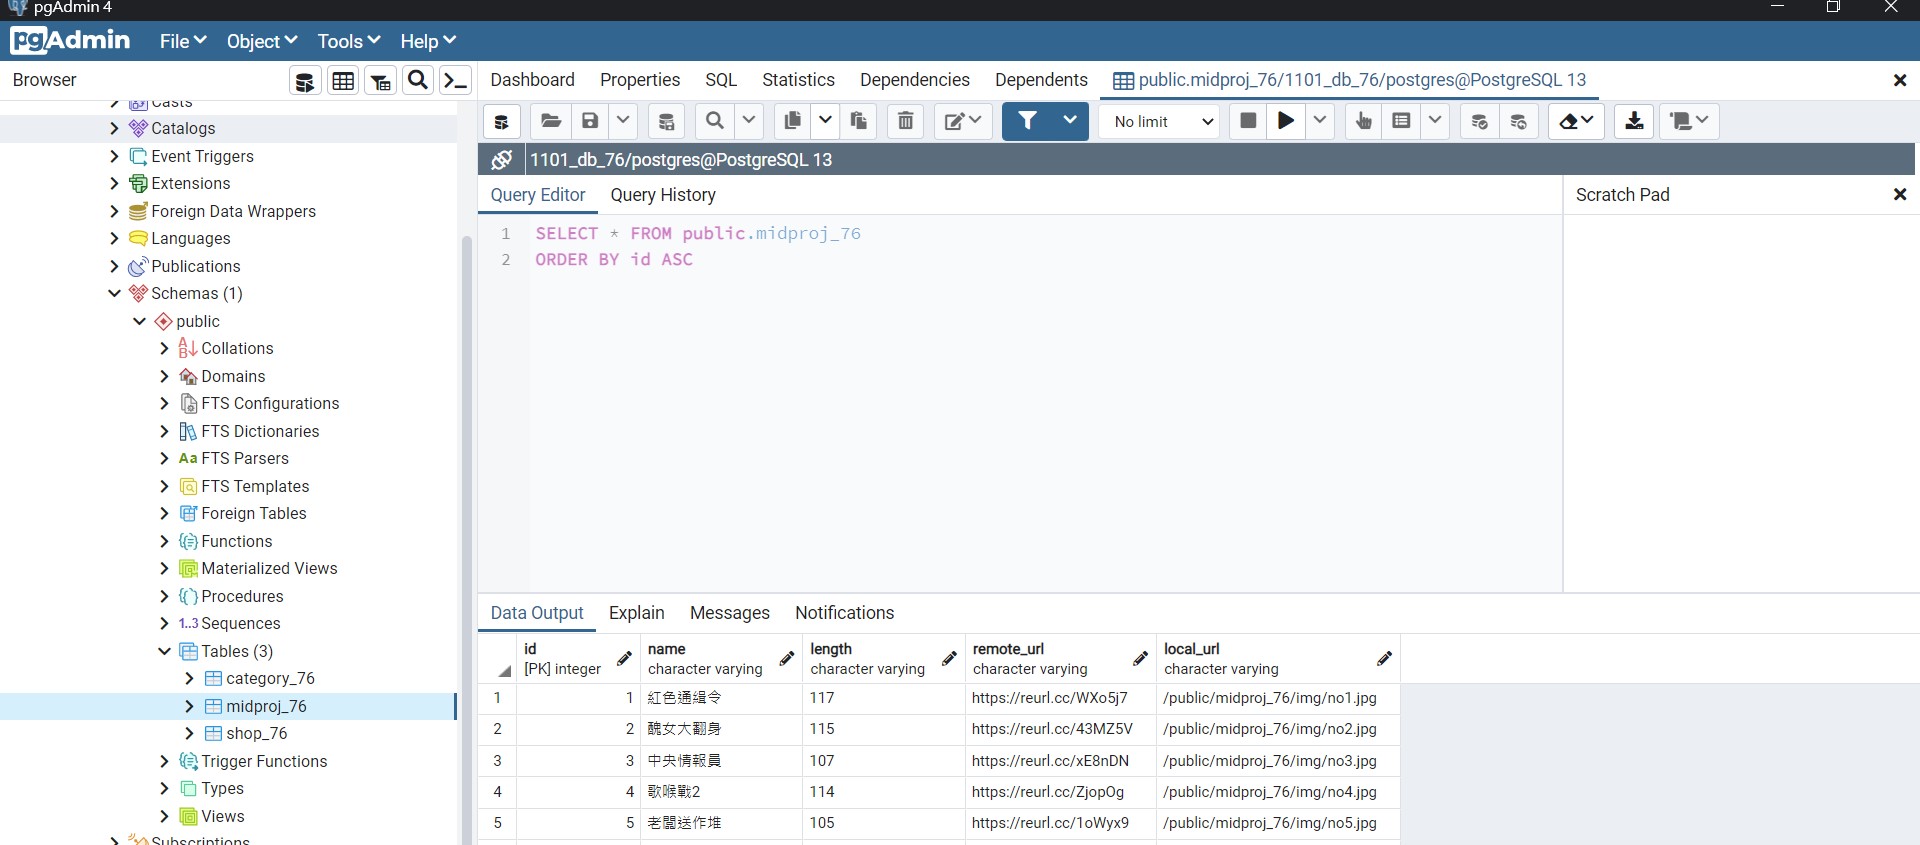 pgAdmin 4
pgAdmin File Object Tools Help
Browser
Dashboard Properties SQL Statistics Dependencies Dependents public.midproj_76/1101_db_76/postgres@PostgreSQL 13
No limit
1101_db_76/postgres@PostgreSQL 13
Query Editor Query History
Scratch Pad
1 SELECT * FROM public.midproj_76
2 ORDER BY id ASC
Casts
Catalogs
Event Triggers
Extensions
Foreign Data Wrappers
Languages
Publications
Schemas (1)
public
Collations
Domains
FTS Configurations
FTS Dictionaries
Aa FTS Parsers
FTS Templates
Foreign Tables
Functions
Materialized Views
Procedures
1..3 Sequences
Tables (3)
category_76
midproj_76
shop_76
Trigger Functions
Types
Views
Subscriptions
Data Output Explain Messages Notifications
id name length remote_url local_url
[PK] integer character varying character varying character varying character varying
1 1 紅色通緝令 117 https://reurl.cc/WXo5j7 /public/midproj_76/img/no1.jpg
2 2 醜女大翻身 115 https://reurl.cc/43MZ5V /public/midproj_76/img/no2.jpg
3 3 中央情報員 107 https://reurl.cc/xE8nDN /public/midproj_76/img/no3.jpg
4 4 歌喉戰2 114 https://reurl.cc/ZjopOg /public/midproj_76/img/no4.jpg
5 5 老闆送作堆 105 https://reurl.cc/1oWyx9 /public/midproj_76/img/no5.jpg